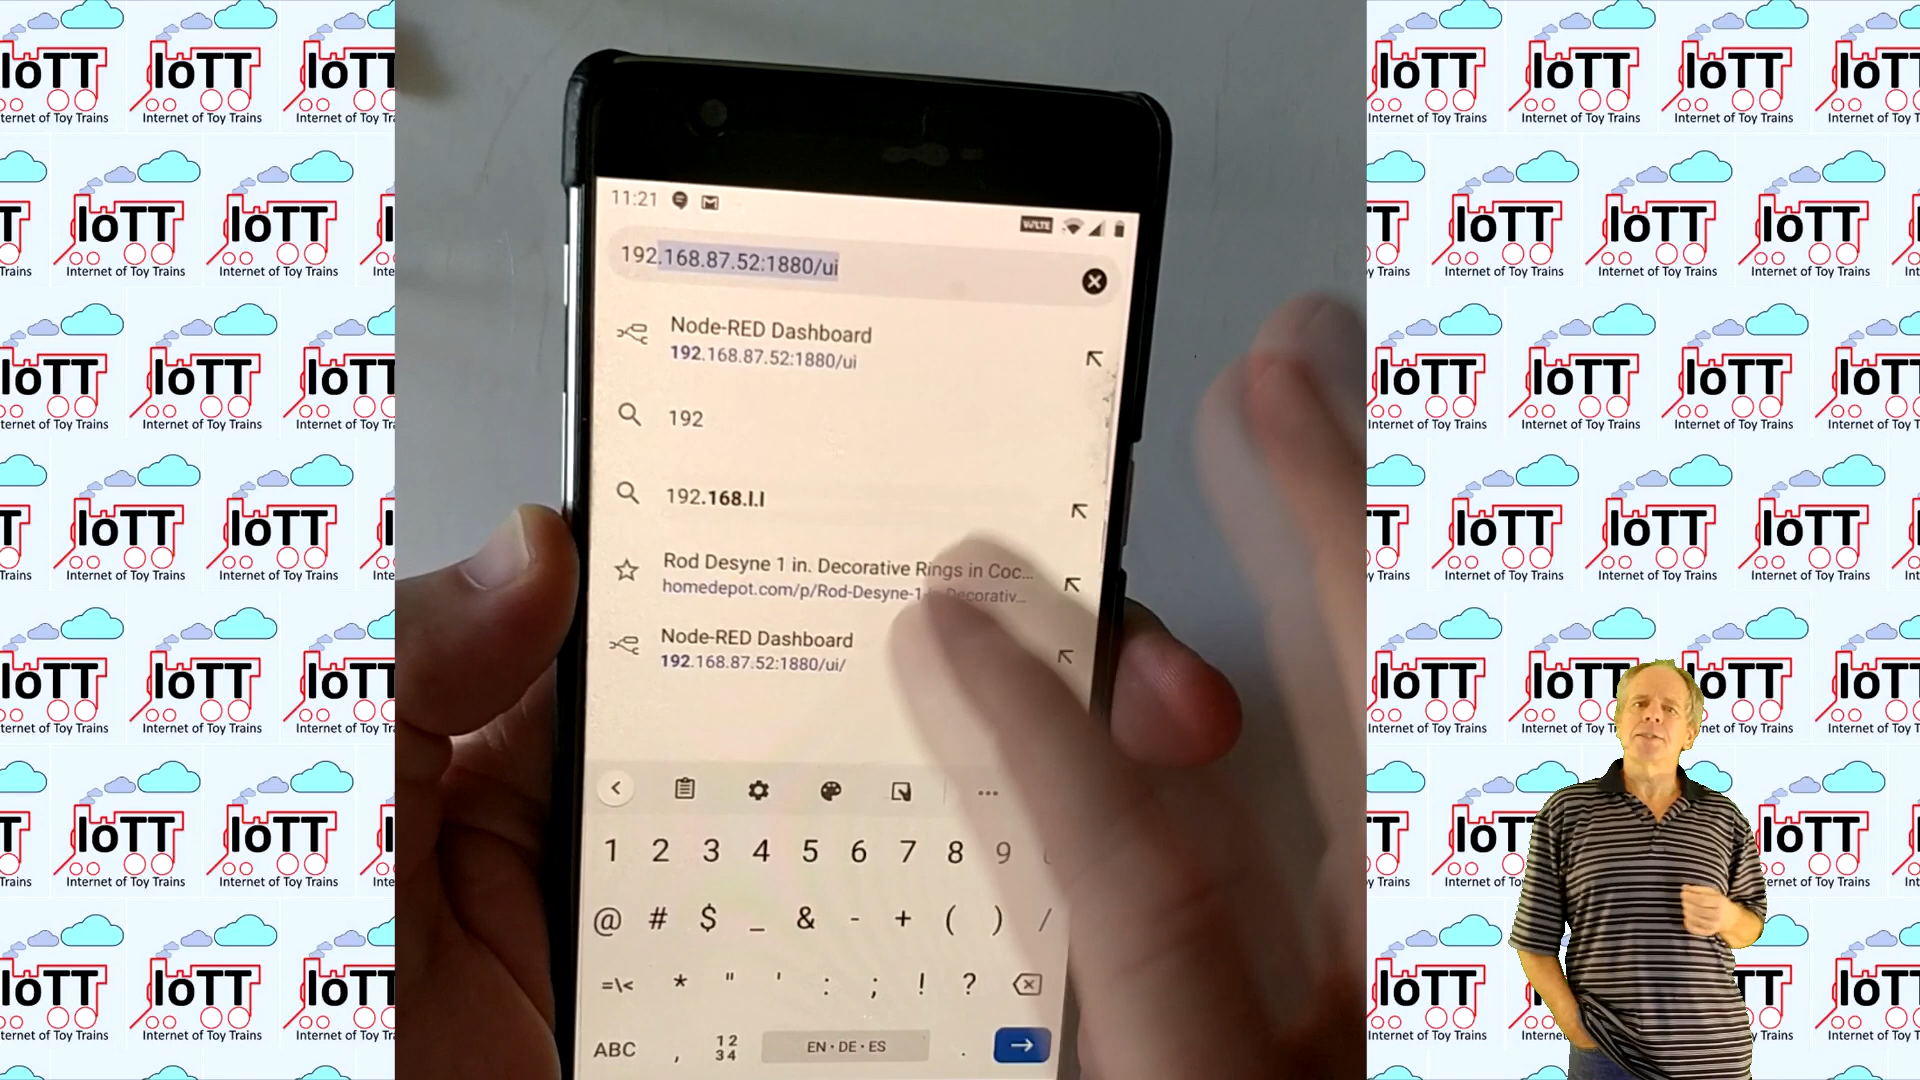 IoTT
Internet of Toy Trains
11:21
VoLTE
192.168.87.52:1880/ui
Node-RED Dashboard
192.168.87.52:1880/ui
192
192.168.l.l
Rod Desyne 1 in. Decorative Rings in Coc...
homedepot.com/p/Rod-Desyne-1-in-Decorativ...
Node-RED Dashboard
192.168.87.52:1880/ui/
1 2 3 4 5 6 7 8 9
@ # $ _ & - + ( ) /
=\< * " ' : ; ! ?
ABC , 12 34 EN • DE • ES .